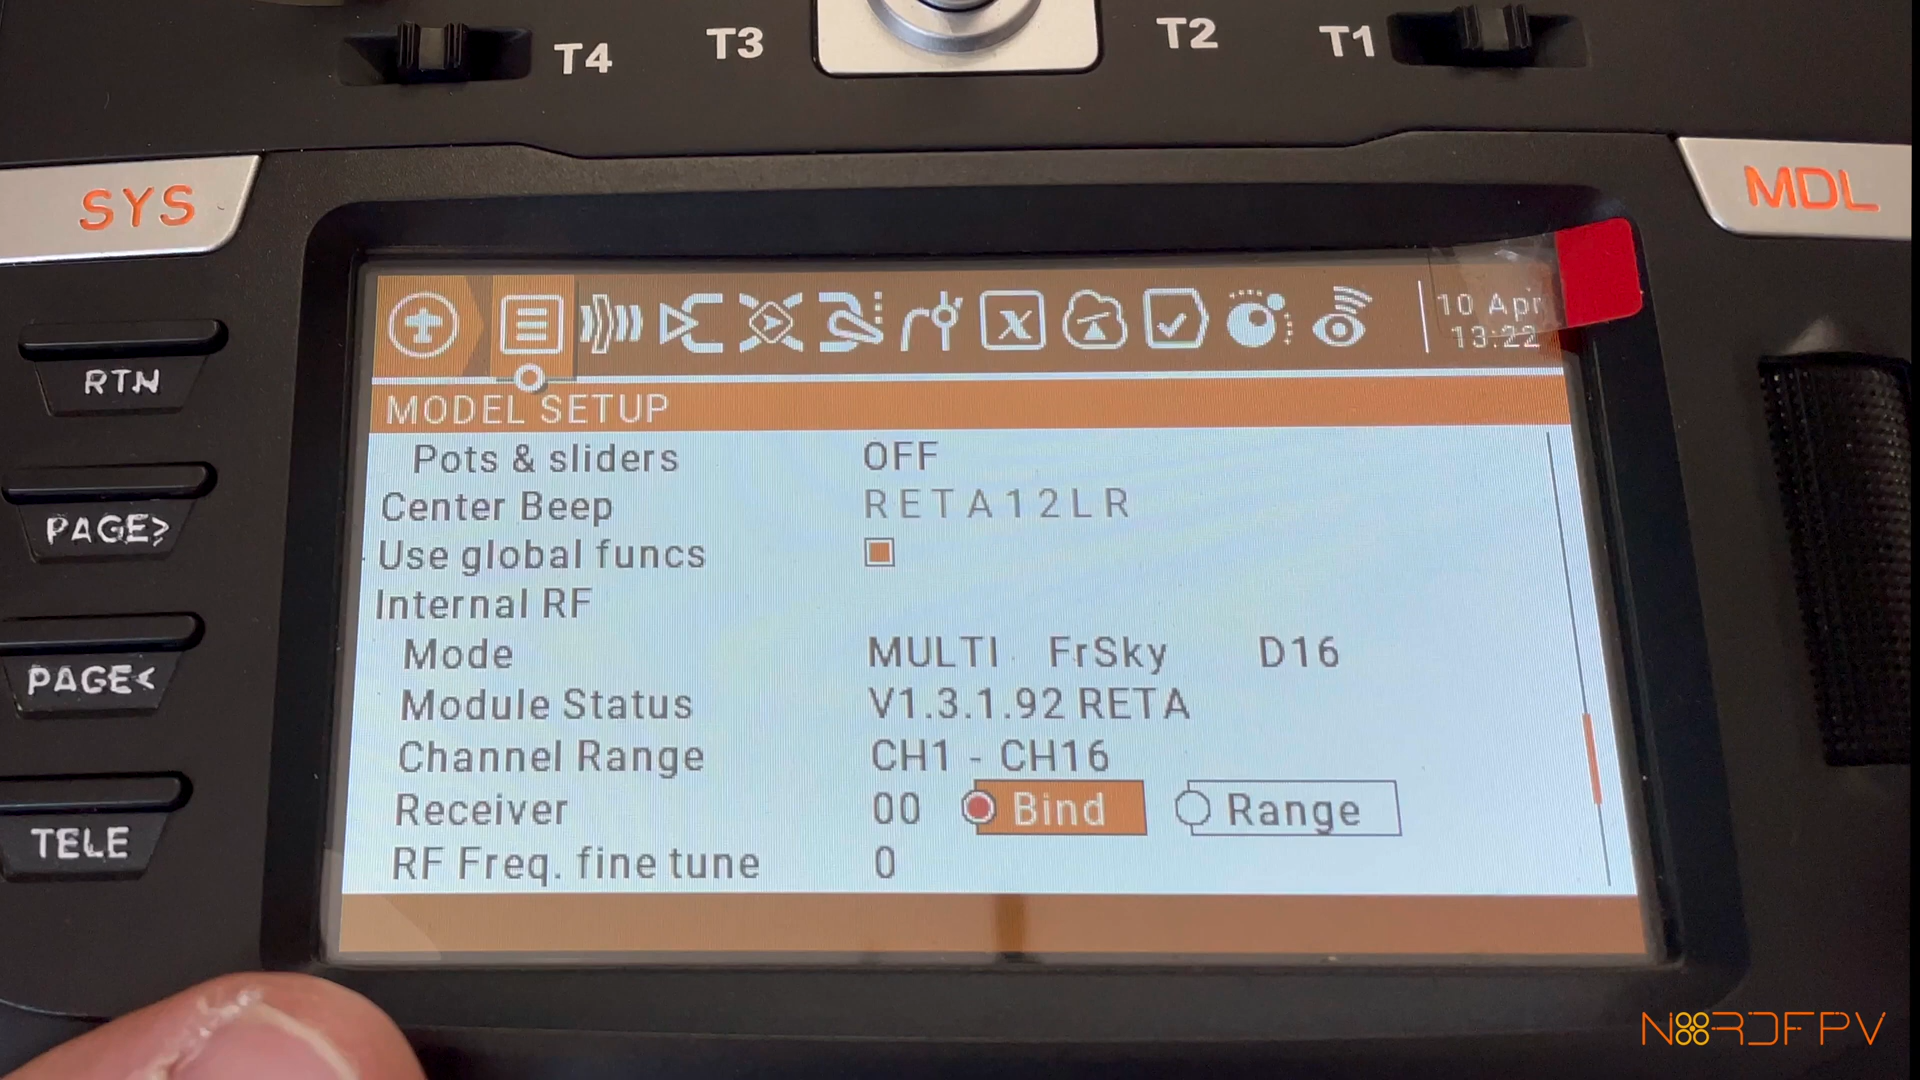 T4 T3 T2 T1
SYS
MDL
10 Apr
13:22
MODEL SETUP
Pots & sliders OFF
Center Beep RETA12LR
Use global funcs
Internal RF
Mode MULTI FrSky D16
Module Status V1.3.1.92 RETA
Channel Range CH1 - CH16
Receiver 00 Bind Range
RF Freq. fine tune 0
RTN
PAGE>
PAGE<
TELE
NORDFPV